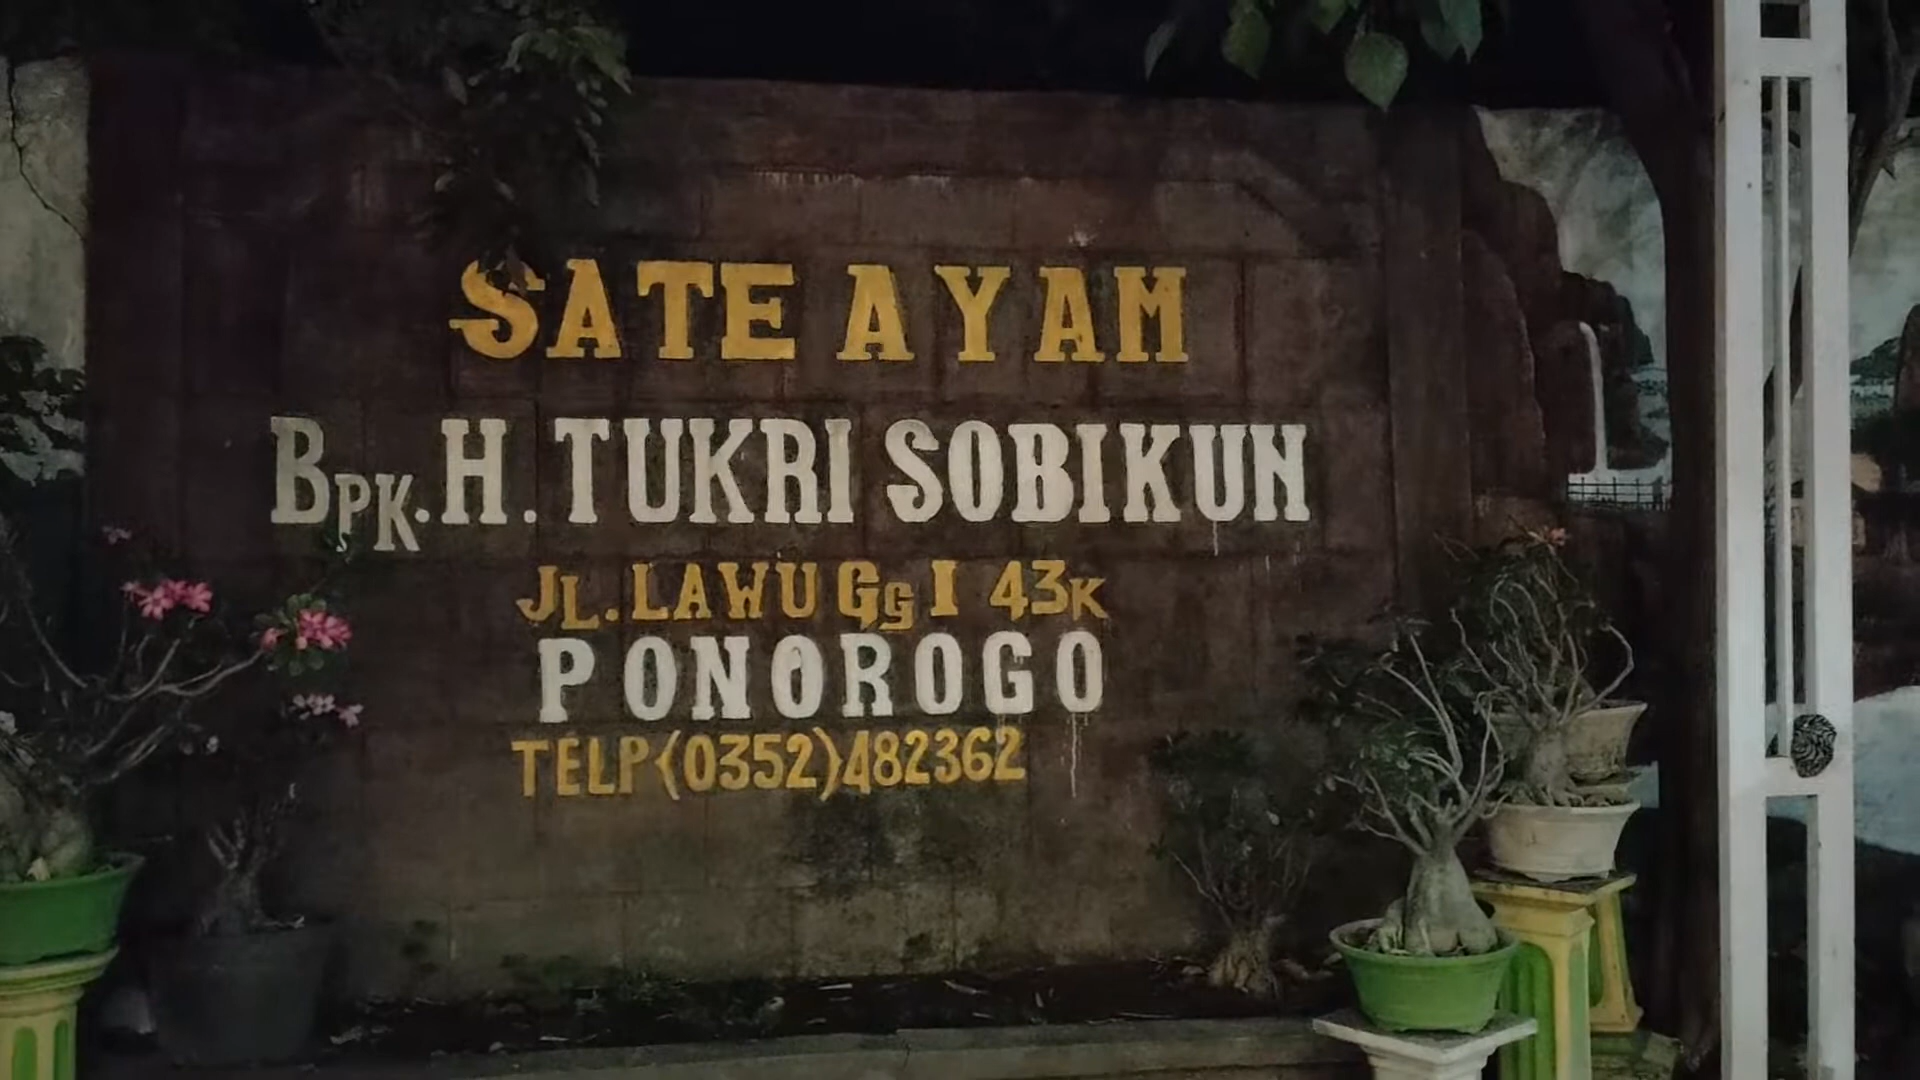 SATE AYAM
BPK. H. TUKRI SOBIKUN
JL. LAWU Gg I 43K
PONOROGO
TELP (0352) 482362